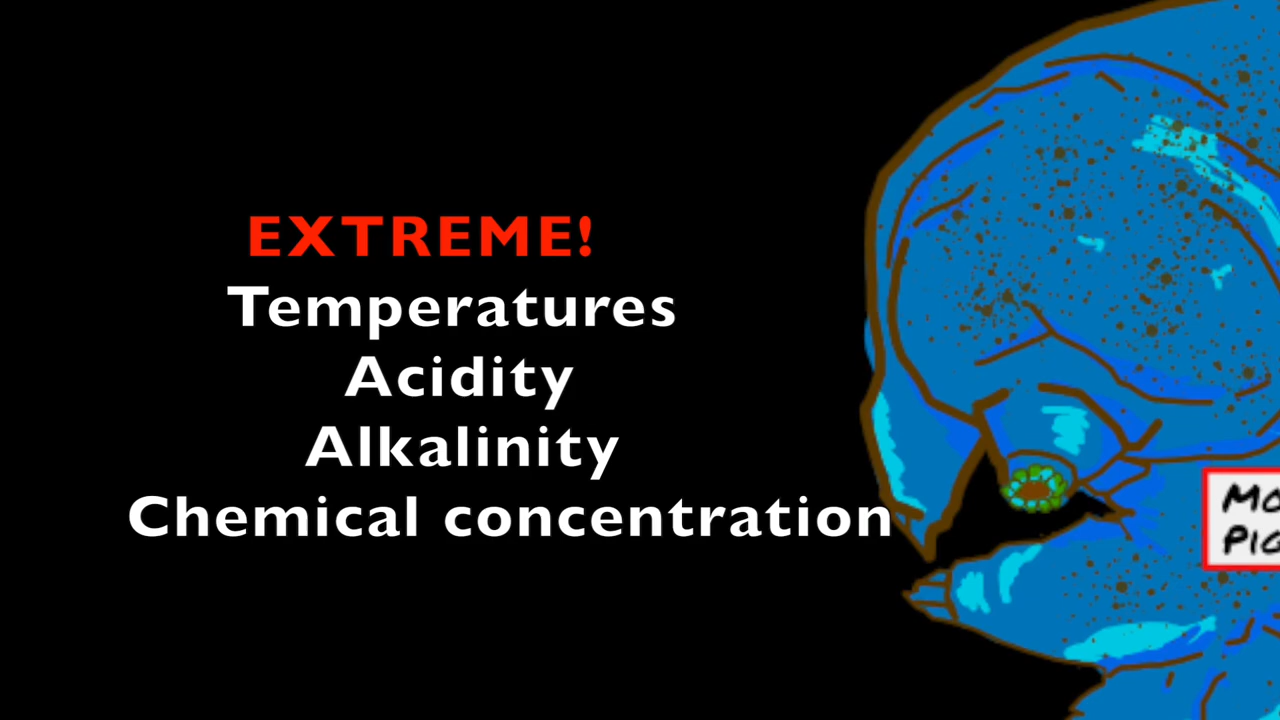 EXTREME!
Temperatures
Acidity
Alkalinity
Chemical concentration